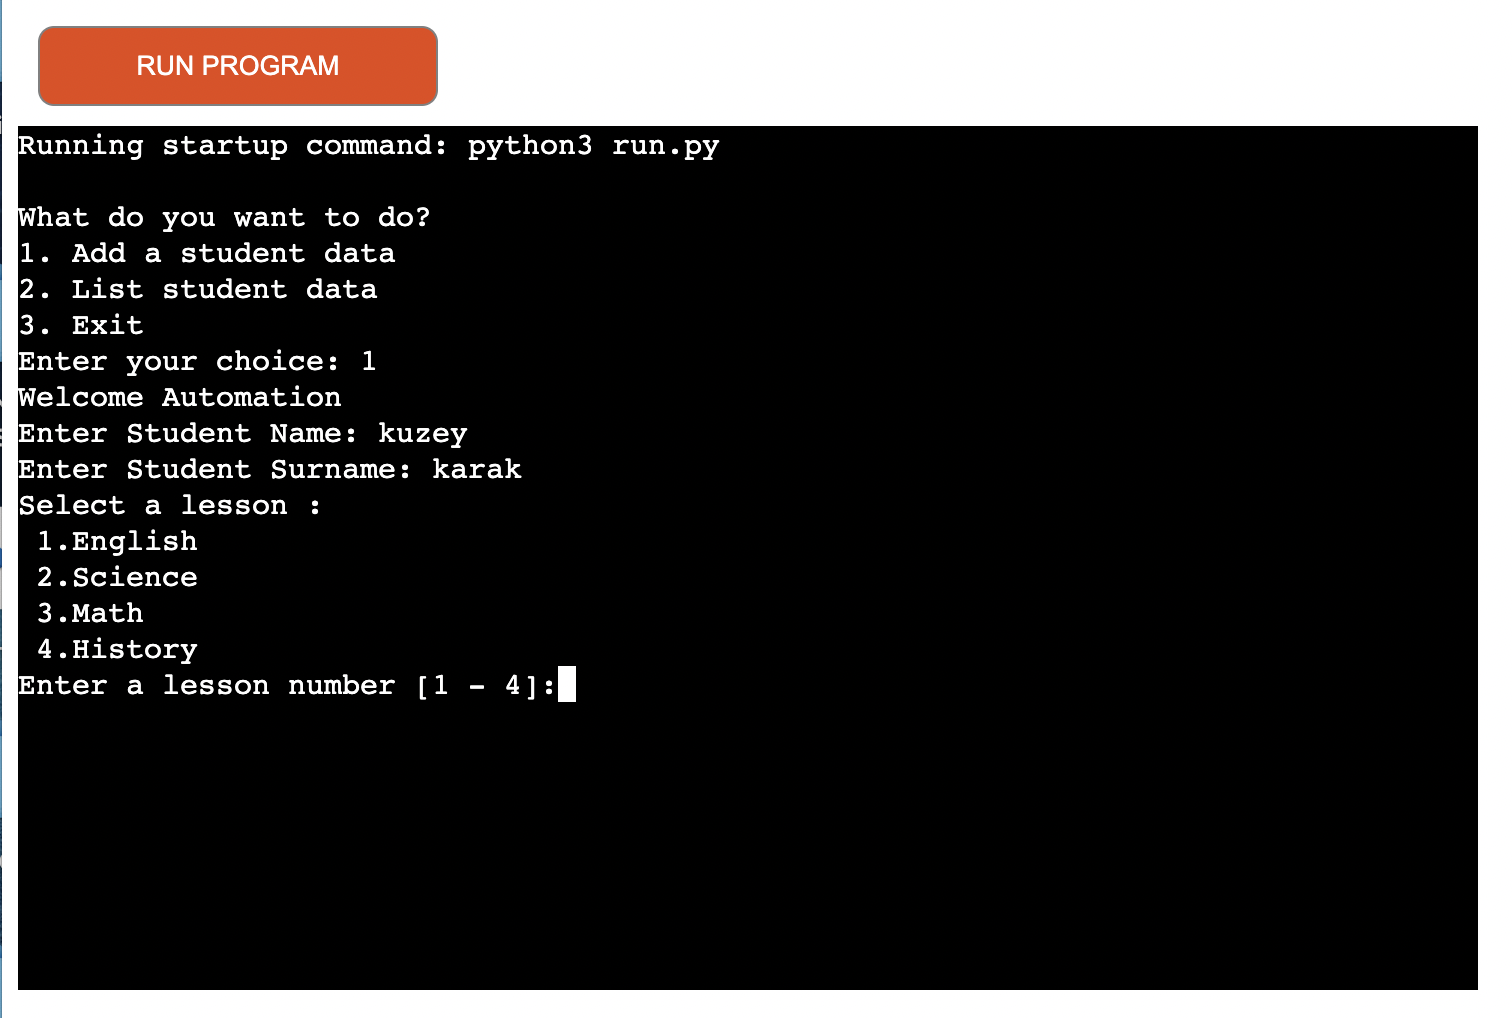 RUN PROGRAM
Running startup command: python3 run.py
What do you want to do?
1. Add a student data
2. List student data
3. Exit
Enter your choice: 1
Welcome Automation
Enter Student Name: kuzey
Enter Student Surname: karak
Select a lesson :
1.English
2.Science
3.Math
4.History
Enter a lesson number [1 - 4]: